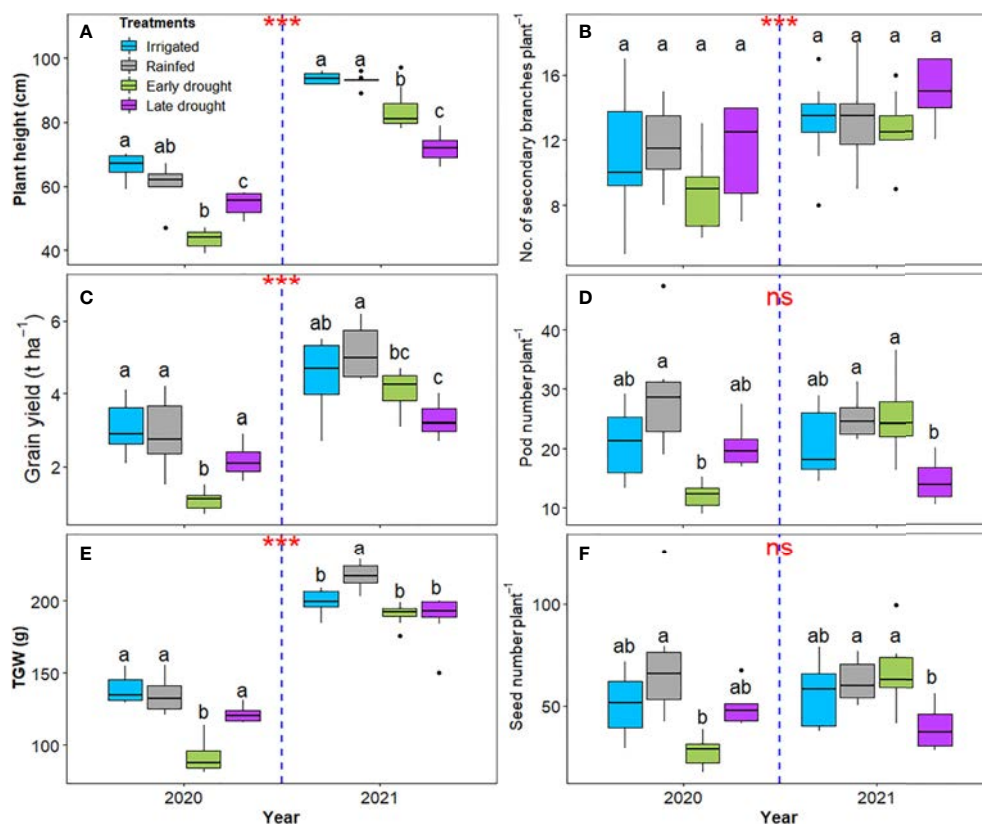 A
Treatments
Irrigated
Rainfed
Early drought
Late drought
***
Plant height (cm)
100
80
60
40
a
ab
b
c
a
a
b
c
B
***
No. of secondary branches plant⁻¹
16
12
8
a
a
a
a
a
a
a
a
C
***
Grain yield (t ha⁻¹)
6
4
2
a
a
b
a
ab
a
bc
c
D
ns
Pod number plant⁻¹
40
30
20
10
ab
a
b
ab
ab
a
a
b
E
***
TGW (g)
200
150
100
a
a
b
a
b
a
b
b
2020
2021
Year
F
ns
Seed number plant⁻¹
100
50
ab
a
b
ab
ab
a
a
b
2020
2021
Year